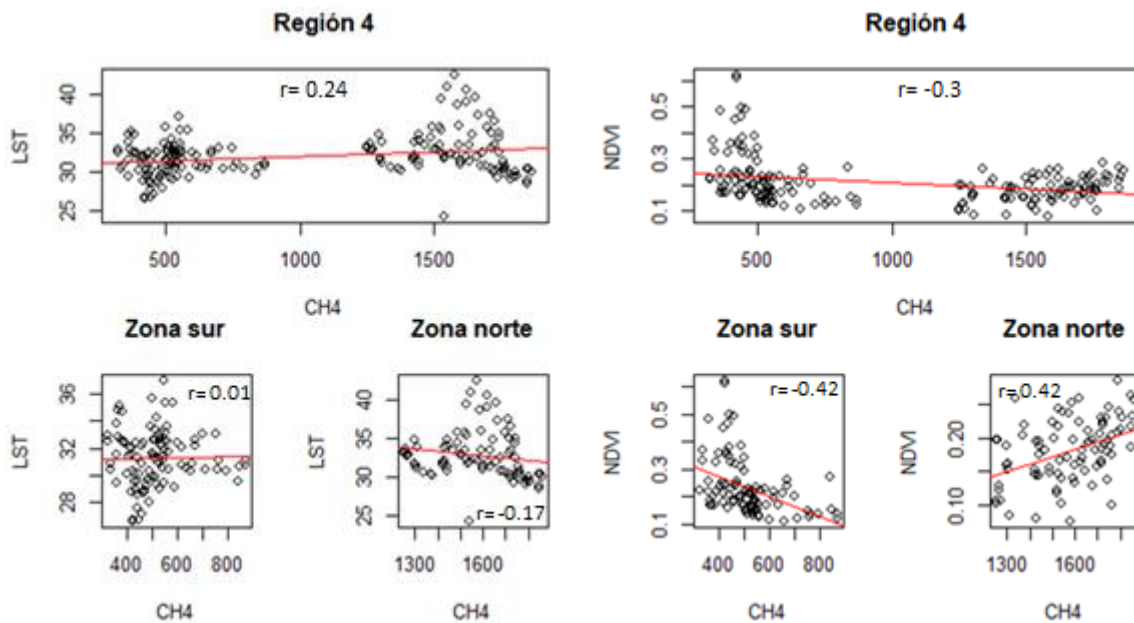 Región 4
r= 0.24
LST
25 30 35 40
500 1000 1500
CH4
Región 4
r= -0.3
NDVI
0.1 0.3 0.5
500 1000 1500
CH4
Zona sur
r= 0.01
LST
28 32 36
400 600 800
CH4
Zona norte
r= -0.17
LST
25 30 35 40
1300 1600
CH4
Zona sur
r= -0.42
NDVI
0.1 0.3 0.5
400 600 800
CH4
Zona norte
r= 0.42
NDVI
0.10 0.20
1300 1600
CH4